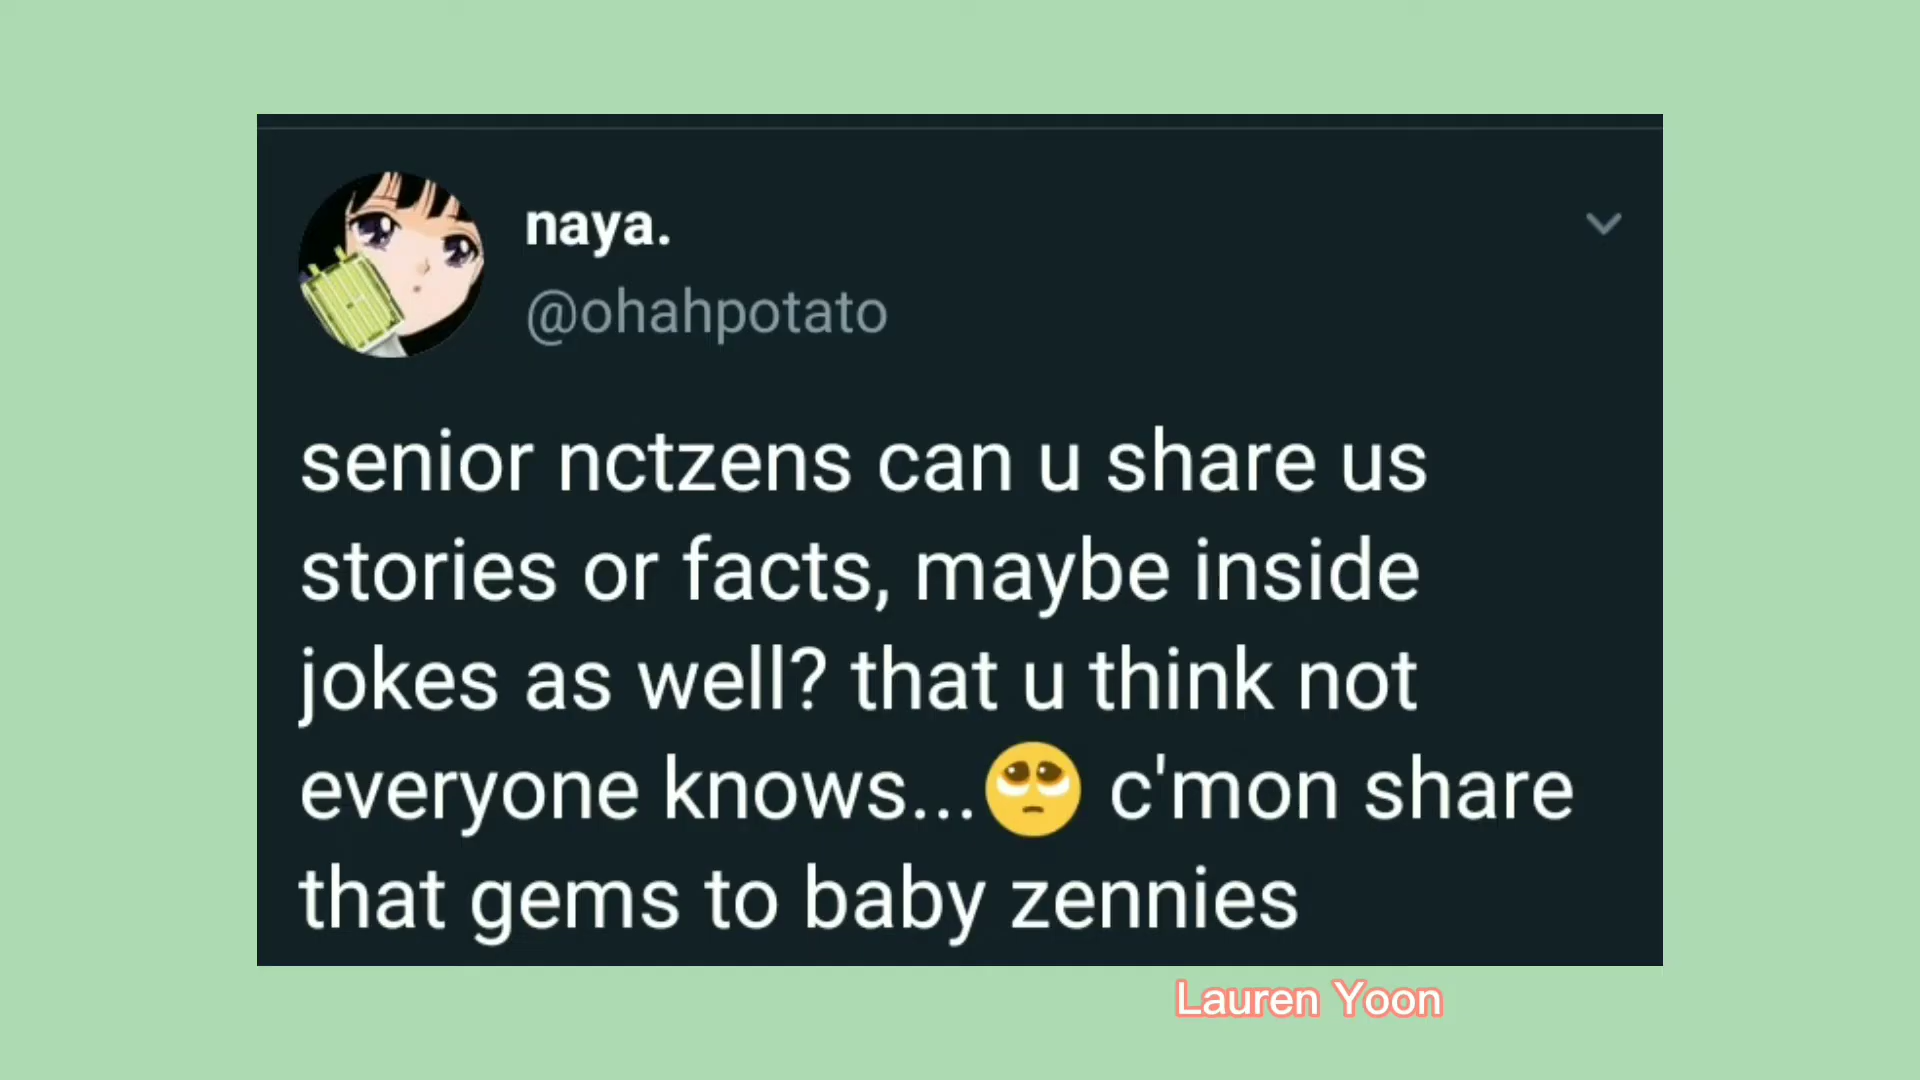 naya.
@ohahpotato
senior nctzens can u share us
stories or facts, maybe inside
jokes as well? that u think not
everyone knows...🥺 c'mon share
that gems to baby zennies
Lauren Yoon